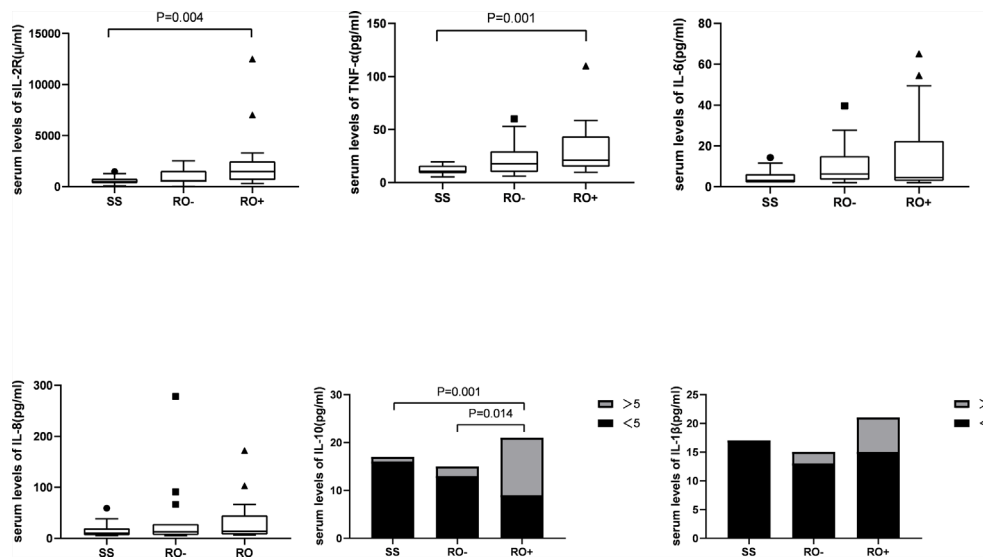 P=0.004
serum levels of sIL-2R(μ/ml)
15000
10000
5000
0
SS RO- RO+
P=0.001
serum levels of TNF-α(pg/ml)
150
100
50
0
SS RO- RO+
serum levels of IL-6(pg/ml)
80
60
40
20
0
SS RO- RO+
serum levels of IL-8(pg/ml)
300
200
100
0
SS RO- RO
P=0.001
P=0.014
serum levels of IL-10(pg/ml)
30
20
10
0
SS RO- RO+
>5
<5
serum levels of IL-1β(pg/ml)
25
20
15
10
5
0
SS RO- RO+
>